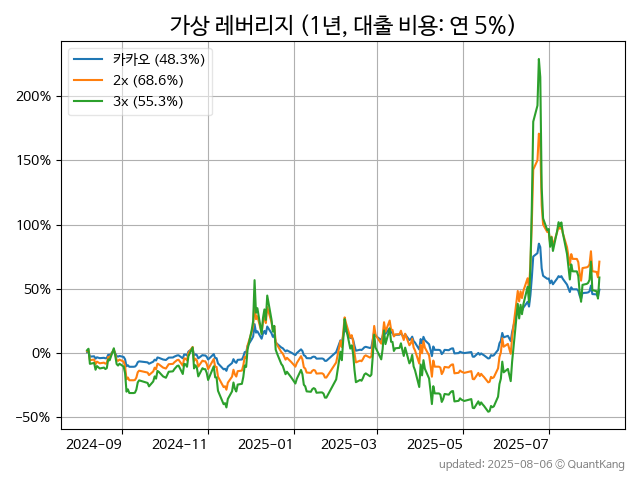 가상 레버리지 (1년, 대출 비용: 연 5%)
카카오 (48.3%)
2x (68.6%)
3x (55.3%)
200%
150%
100%
50%
0%
−50%
2024-09 2024-11 2025-01 2025-03 2025-05 2025-07
updated: 2025-08-06 © QuantKang